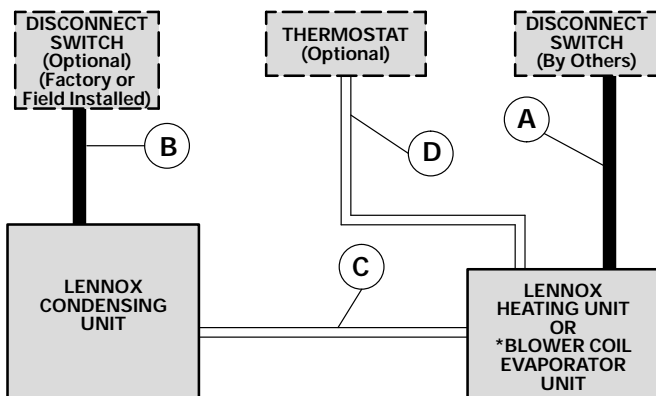 DISCONNECT
SWITCH
(Optional)
(Factory or
Field Installed)
THERMOSTAT
(Optional)
DISCONNECT
SWITCH
(By Others)
A
B
D
C
LENNOX
CONDENSING
UNIT
LENNOX
HEATING UNIT
OR
*BLOWER COIL
EVAPORATOR
UNIT